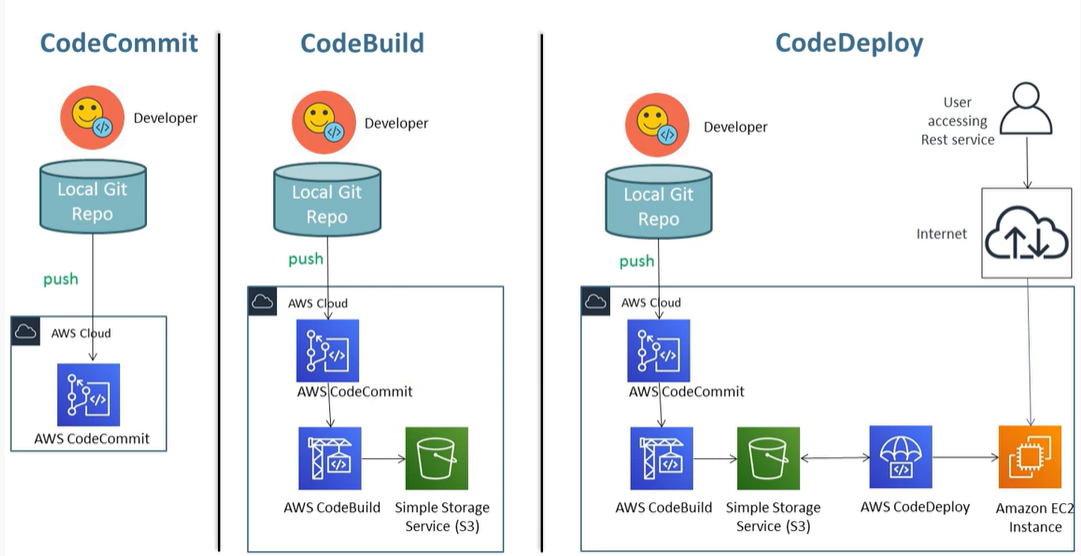 CodeCommit
Developer
Local Git
Repo
push
AWS Cloud
AWS CodeCommit
CodeBuild
Developer
Local Git
Repo
push
AWS Cloud
AWS CodeCommit
AWS CodeBuild
Simple Storage
Service (S3)
CodeDeploy
Developer
Local Git
Repo
push
AWS Cloud
AWS CodeCommit
AWS CodeBuild
Simple Storage
Service (S3)
AWS CodeDeploy
User
accessing
Rest service
Internet
Amazon EC2
Instance